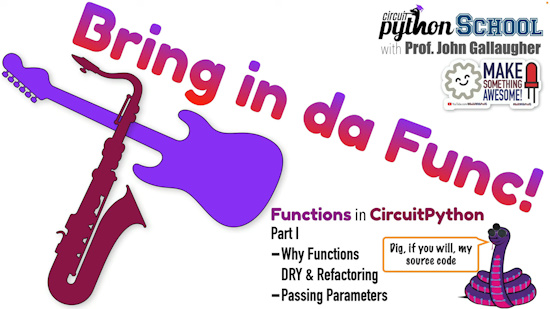 Bring in da Func!
circuit
python SCHOOL
with Prof. John Gallaugher
MAKE
SOMETHING
AWESOME!
Functions in CircuitPython
Part I
–Why Functions
DRY & Refactoring
–Passing Parameters
Dig, if you will, my
source code